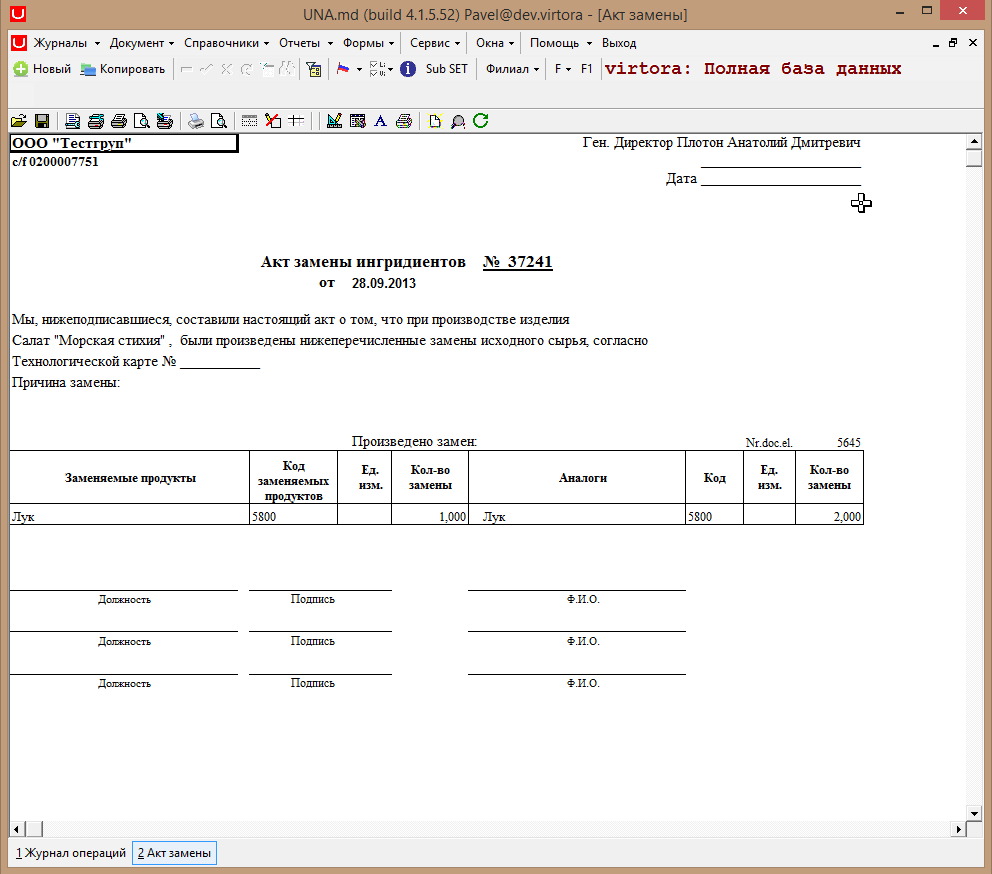 UNA.md (build 4.1.5.52) Pavel@dev.virtora - [Акт замены]
Журналы Документ Справочники Отчеты Формы Сервис Окна Помощь Выход
Новый Копировать Sub SET Филиал F F1 virtora: Полная база данных
ООО "Тестгруп" Ген. Директор Плотон Анатолий Дмитревич
c/f 0200007751
Дата
Акт замены ингридиентов № 37241
от 28.09.2013
Мы, нижеподписавшиеся, составили настоящий акт о том, что при производстве изделия
Салат "Морская стихия" , были произведены нижеперечисленные замены исходного сырья, согласно
Технологической карте № ____________
Причина замены:
Произведено замен: Nr.doc.el. 5645
Заменяемые продукты Код заменяемых продуктов Ед. изм. Кол-во замены Аналоги Код Ед. изм. Кол-во замены
Лук 5800 1,000 Лук 5800 2,000
Должность Подпись Ф.И.О.
Должность Подпись Ф.И.О.
Должность Подпись Ф.И.О.
1 Журнал операций 2 Акт замены